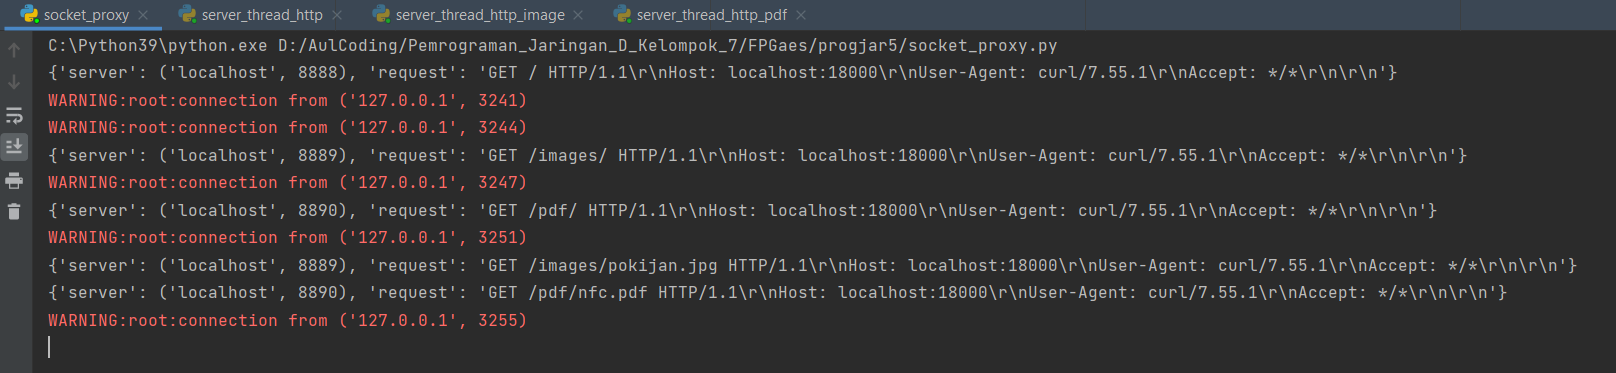 socket_proxy server_thread_http server_thread_http_image server_thread_http_pdf
C:\Python39\python.exe D:/AulCoding/Pemrograman_Jaringan_D_Kelompok_7/FPGaes/progjar5/socket_proxy.py
{'server': ('localhost', 8888), 'request': 'GET / HTTP/1.1\r\nHost: localhost:18000\r\nUser-Agent: curl/7.55.1\r\nAccept: */*\r\n\r\n'}
WARNING:root:connection from ('127.0.0.1', 3241)
WARNING:root:connection from ('127.0.0.1', 3244)
{'server': ('localhost', 8889), 'request': 'GET /images/ HTTP/1.1\r\nHost: localhost:18000\r\nUser-Agent: curl/7.55.1\r\nAccept: */*\r\n\r\n'}
WARNING:root:connection from ('127.0.0.1', 3247)
{'server': ('localhost', 8890), 'request': 'GET /pdf/ HTTP/1.1\r\nHost: localhost:18000\r\nUser-Agent: curl/7.55.1\r\nAccept: */*\r\n\r\n'}
WARNING:root:connection from ('127.0.0.1', 3251)
{'server': ('localhost', 8889), 'request': 'GET /images/pokijan.jpg HTTP/1.1\r\nHost: localhost:18000\r\nUser-Agent: curl/7.55.1\r\nAccept: */*\r\n\r\n'}
{'server': ('localhost', 8890), 'request': 'GET /pdf/nfc.pdf HTTP/1.1\r\nHost: localhost:18000\r\nUser-Agent: curl/7.55.1\r\nAccept: */*\r\n\r\n'}
WARNING:root:connection from ('127.0.0.1', 3255)